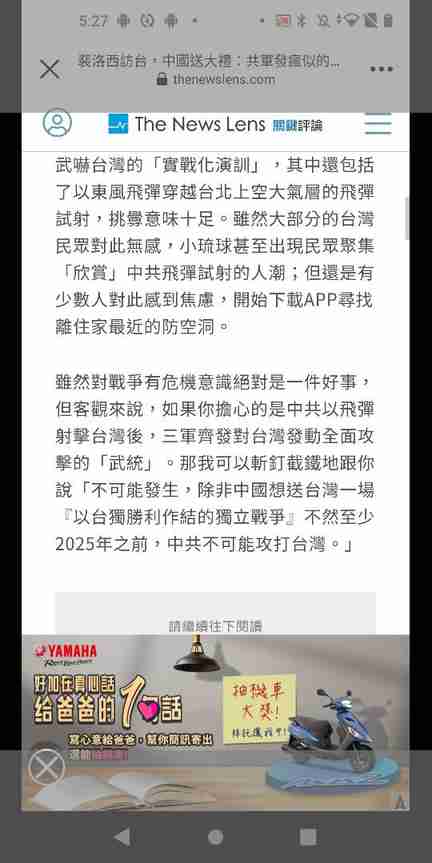 5:27
裴洛西訪台，中國送大禮：共軍發瘋似的...
thenewslens.com
The News Lens 關鍵評論
武嚇台灣的「實戰化演訓」，其中還包括
了以東風飛彈穿越台北上空大氣層的飛彈
試射，挑釁意味十足。雖然大部分的台灣
民眾對此無感，小琉球甚至出現民眾聚集
「欣賞」中共飛彈試射的人潮；但還是有
少數人對此感到焦慮，開始下載APP尋找
離住家最近的防空洞。
雖然對戰爭有危機意識絕對是一件好事，
但客觀來說，如果你擔心的是中共以飛彈
射擊台灣後，三軍齊發對台灣發動全面攻
擊的「武統」。那我可以斬釘截鐵地跟你
說「不可能發生，除非中國想送台灣一場
『以台獨勝利作結的獨立戰爭』不然至少
2025年之前，中共不可能攻打台灣。」
請繼續往下閱讀
YAMAHA
好加在真心話
給爸爸的1句話
寫心意給爸爸，幫你簡訊寄出
抽機車
大獎！